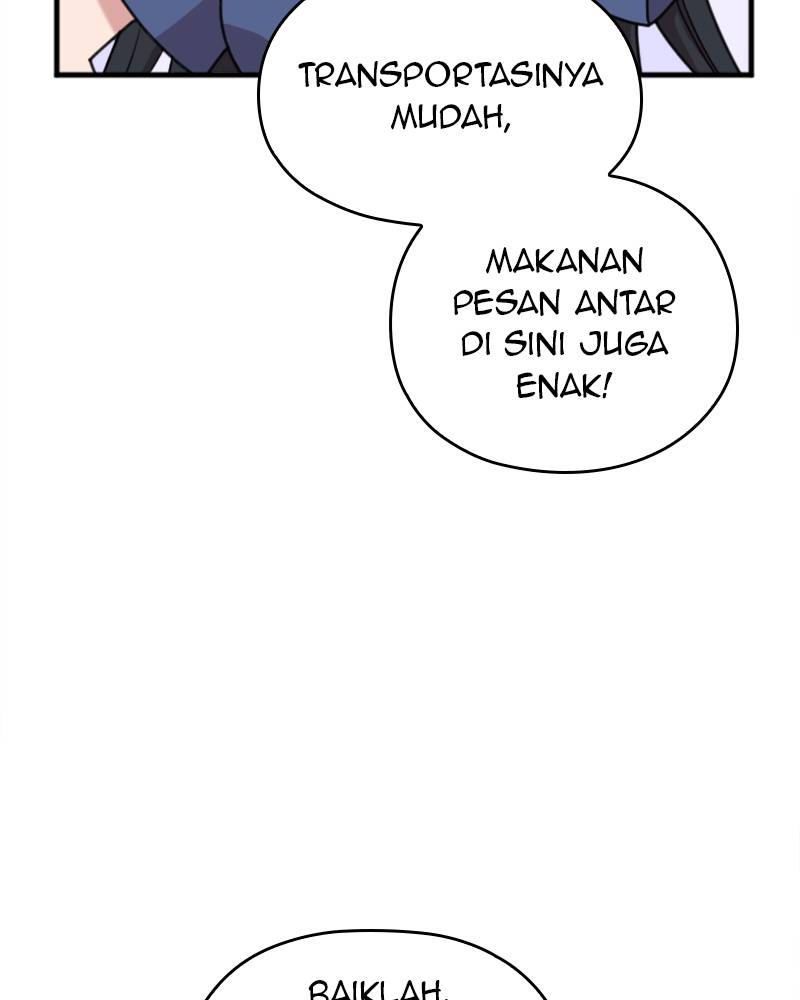 TRANSPORTASINYA
MUDAH,
MAKANAN
PESAN ANTAR
DI SINI JUGA
ENAK!
BAIKLAH.